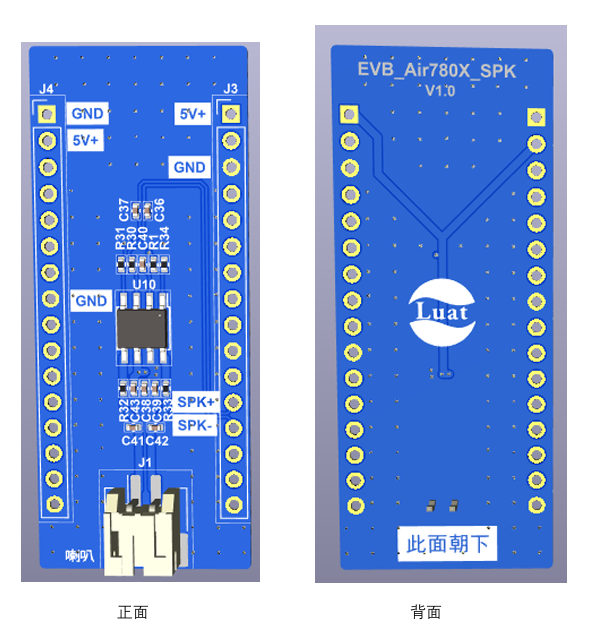 J4
J3
GND
5V+
5V+
GND
C37
C36
R31
R30
C40
R1
R34
U10
GND
R32
C43
C38
C39
R33
SPK+
SPK-
C41
C42
J1
喇叭
正面
EVB_Air780X_SPK
V1.0
Luat
此面朝下
背面